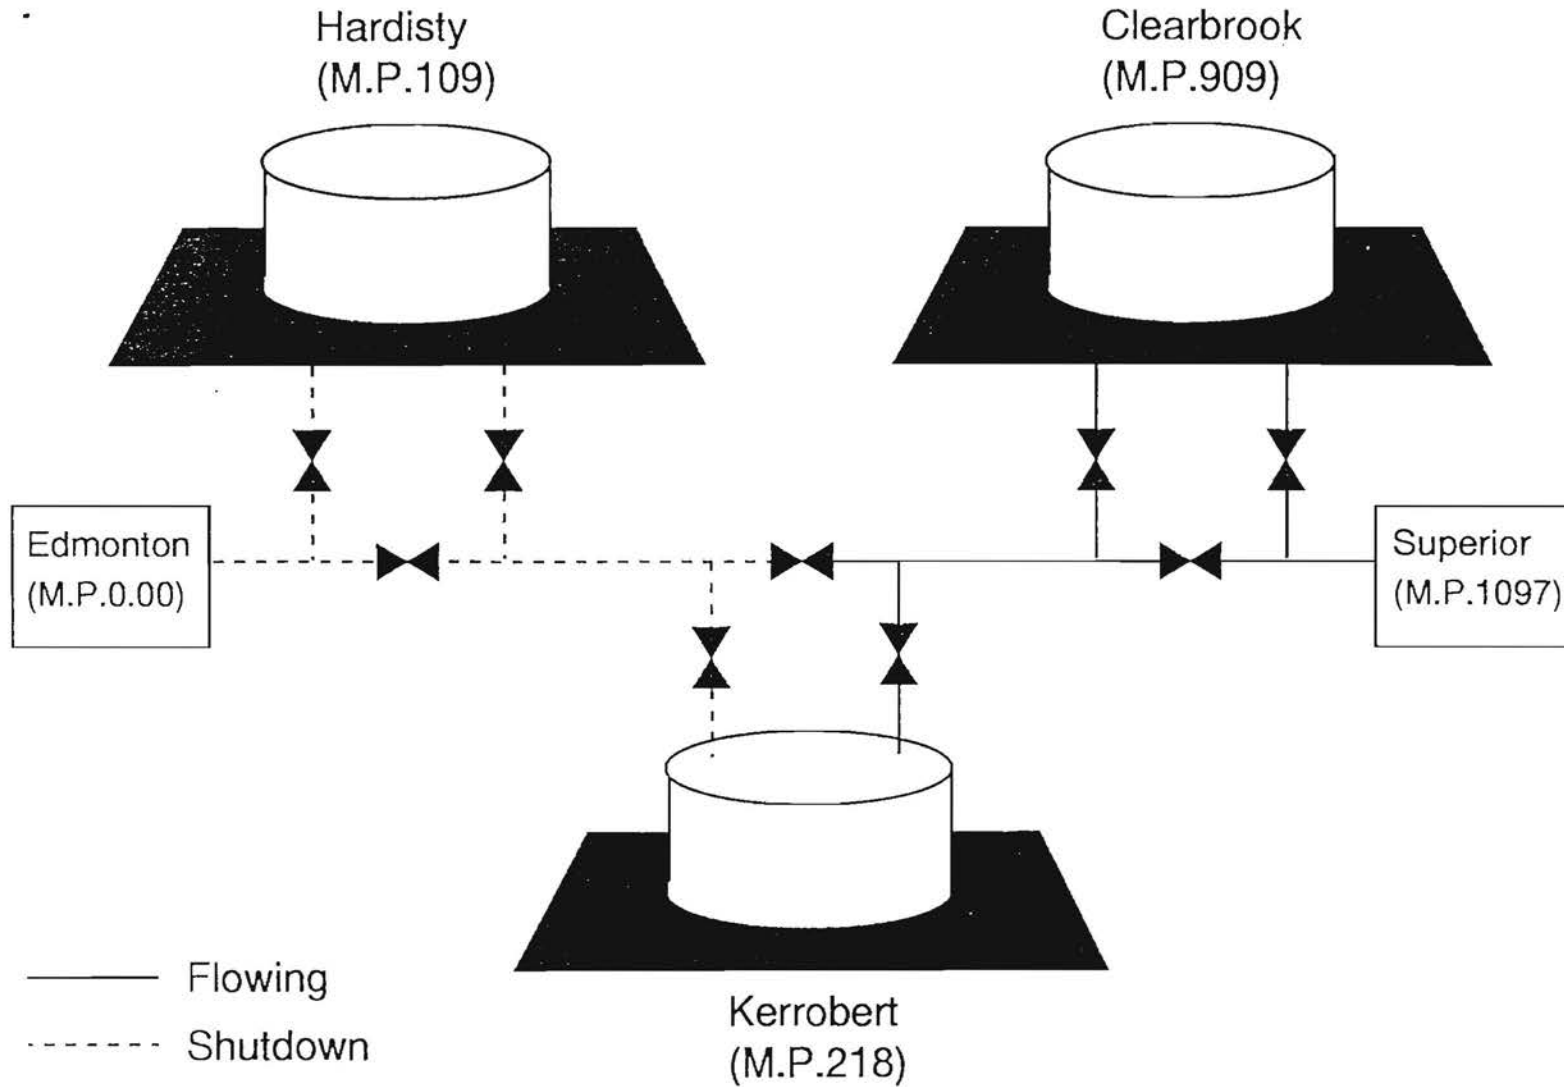 Hardisty
(M.P.109)
Clearbrook
(M.P.909)
Edmonton
(M.P.0.00)
Superior
(M.P.1097)
Flowing
Shutdown
Kerrobert
(M.P.218)